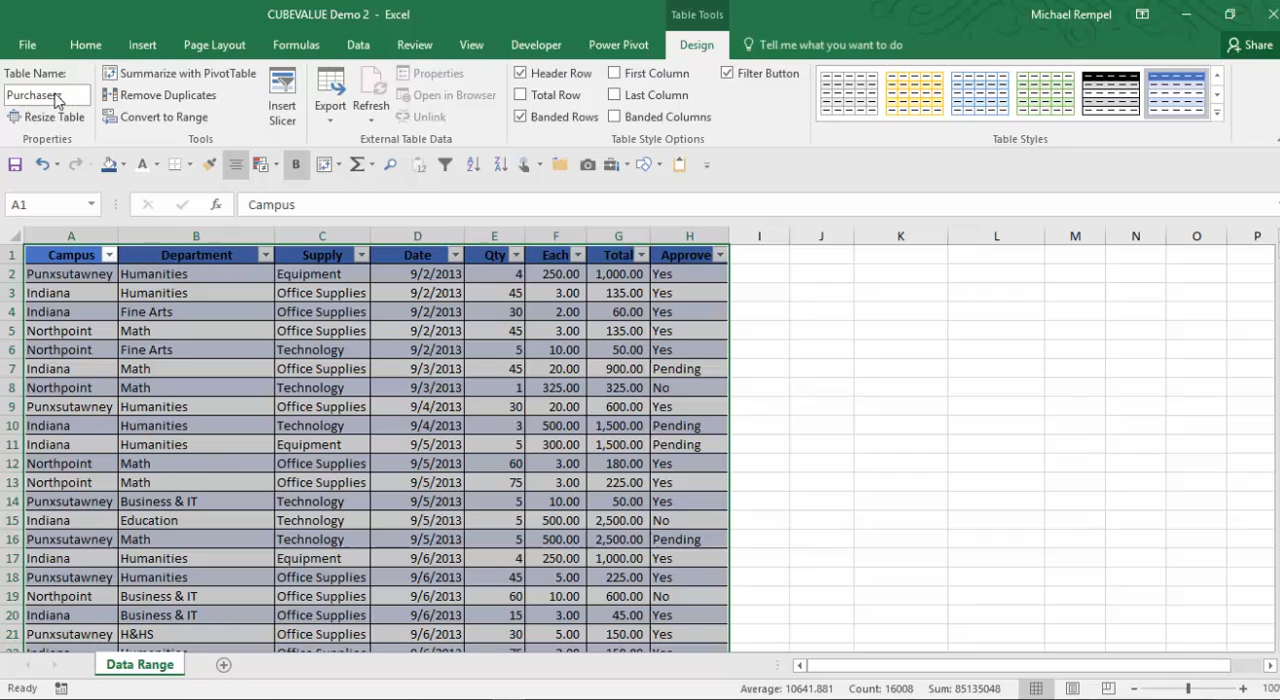 CUBEVALUE Demo 2 - Excel
Table Tools
Michael Rempel
File Home Insert Page Layout Formulas Data Review View Developer Power Pivot Design Tell me what you want to do Share
Table Name: Summarize with PivotTable Properties Header Row First Column Filter Button
Remove Duplicates Insert Slicer Export Refresh Open in Browser Total Row Last Column
Resize Table Convert to Range Unlink Banded Rows Banded Columns
Properties Tools External Table Data Table Style Options Table Styles
A1 fx Campus
A B C D E F G H I J K L M N O P
1 Campus Department Supply Date Qty Each Total Approve
2 Punxsutawney Humanities Equipment 9/2/2013 4 250.00 1,000.00 Yes
3 Indiana Humanities Office Supplies 9/2/2013 45 3.00 135.00 Yes
4 Indiana Fine Arts Office Supplies 9/2/2013 30 2.00 60.00 Yes
5 Northpoint Math Office Supplies 9/2/2013 45 3.00 135.00 Yes
6 Northpoint Fine Arts Technology 9/2/2013 5 10.00 50.00 Yes
7 Indiana Math Office Supplies 9/3/2013 45 20.00 900.00 Pending
8 Northpoint Math Technology 9/3/2013 1 325.00 325.00 No
9 Punxsutawney Humanities Office Supplies 9/4/2013 30 20.00 600.00 Yes
10 Indiana Humanities Technology 9/4/2013 3 500.00 1,500.00 Pending
11 Indiana Humanities Equipment 9/5/2013 5 300.00 1,500.00 Pending
12 Northpoint Math Office Supplies 9/5/2013 60 3.00 180.00 Yes
13 Northpoint Math Office Supplies 9/5/2013 75 3.00 225.00 Yes
14 Punxsutawney Business & IT Technology 9/5/2013 5 10.00 50.00 Yes
15 Indiana Education Technology 9/5/2013 5 500.00 2,500.00 No
16 Punxsutawney Math Technology 9/5/2013 5 500.00 2,500.00 Pending
17 Indiana Humanities Equipment 9/6/2013 4 250.00 1,000.00 Yes
18 Punxsutawney Humanities Office Supplies 9/6/2013 45 5.00 225.00 Yes
19 Northpoint Business & IT Office Supplies 9/6/2013 60 10.00 600.00 No
20 Indiana Business & IT Office Supplies 9/6/2013 15 3.00 45.00 Yes
21 Punxsutawney H&HS Office Supplies 9/6/2013 30 5.00 150.00 Yes
Data Range
Ready Average: 10641.881 Count: 16008 Sum: 85135048 100